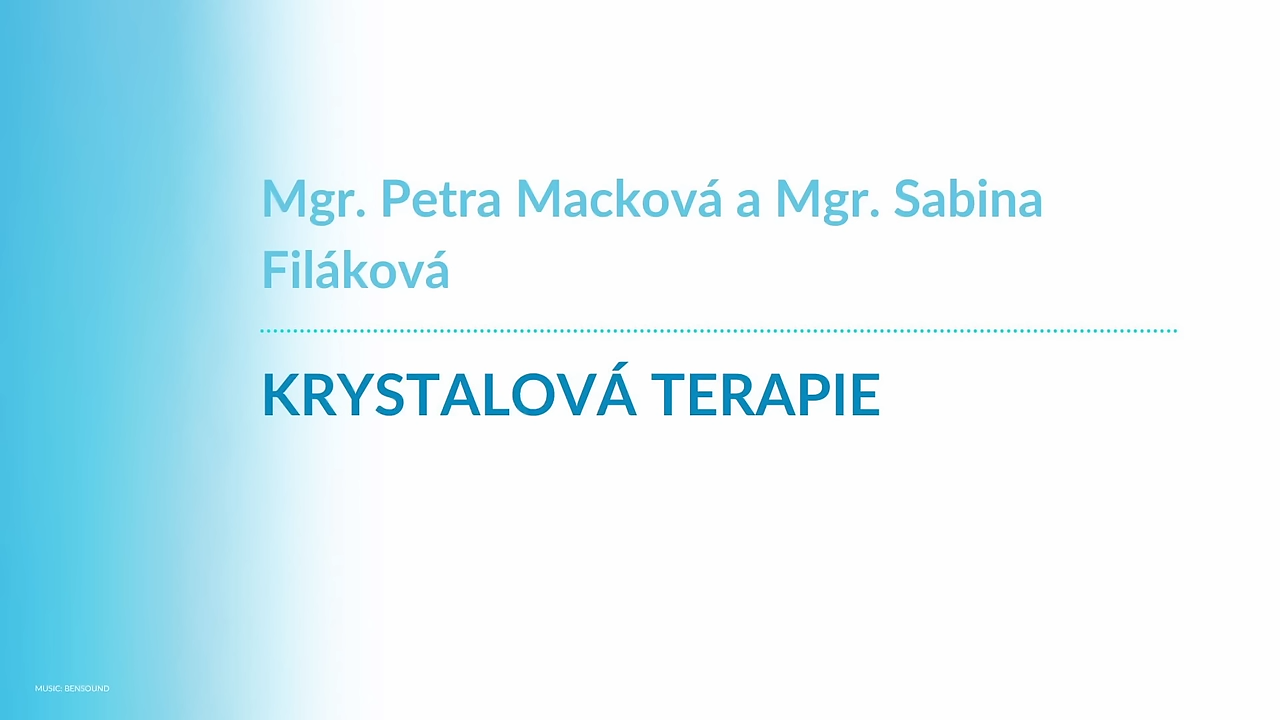 Mgr. Petra Macková a Mgr. Sabina
Filáková
KRYSTALOVÁ TERAPIE
MUSIC: BENSOUND